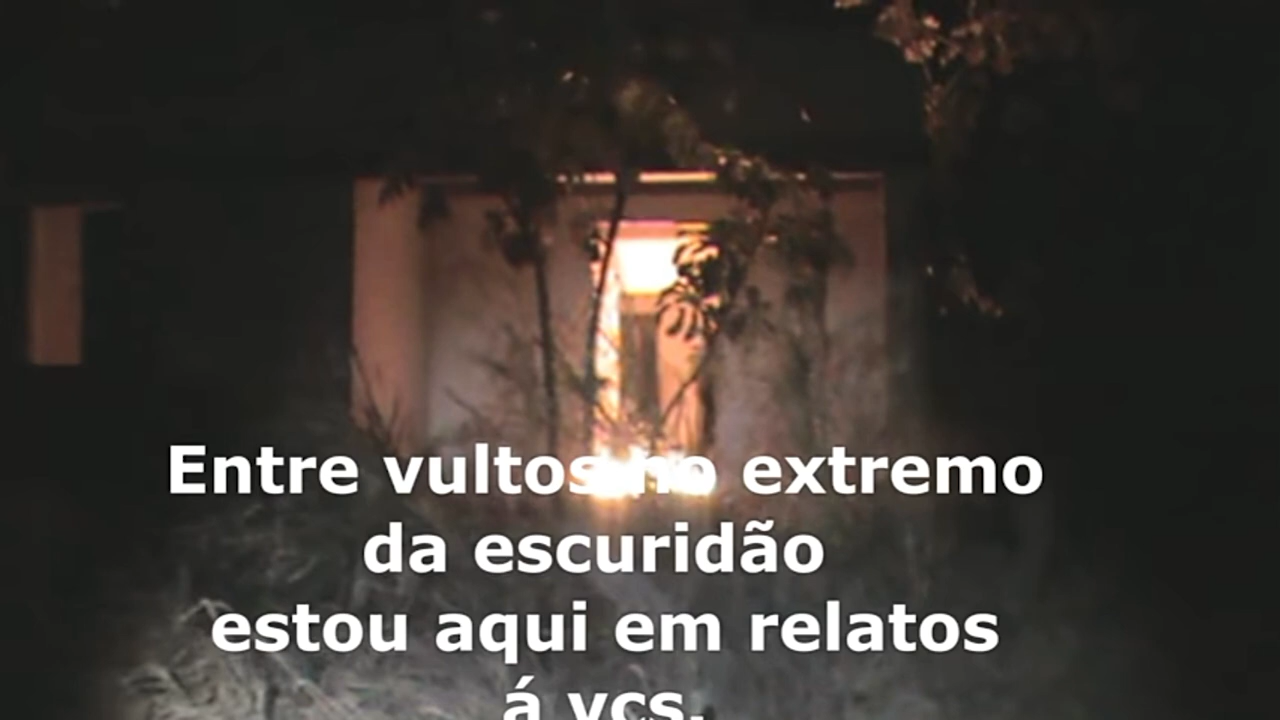 Entre vultos no extremo
da escuridão
estou aqui em relatos
á vcs.